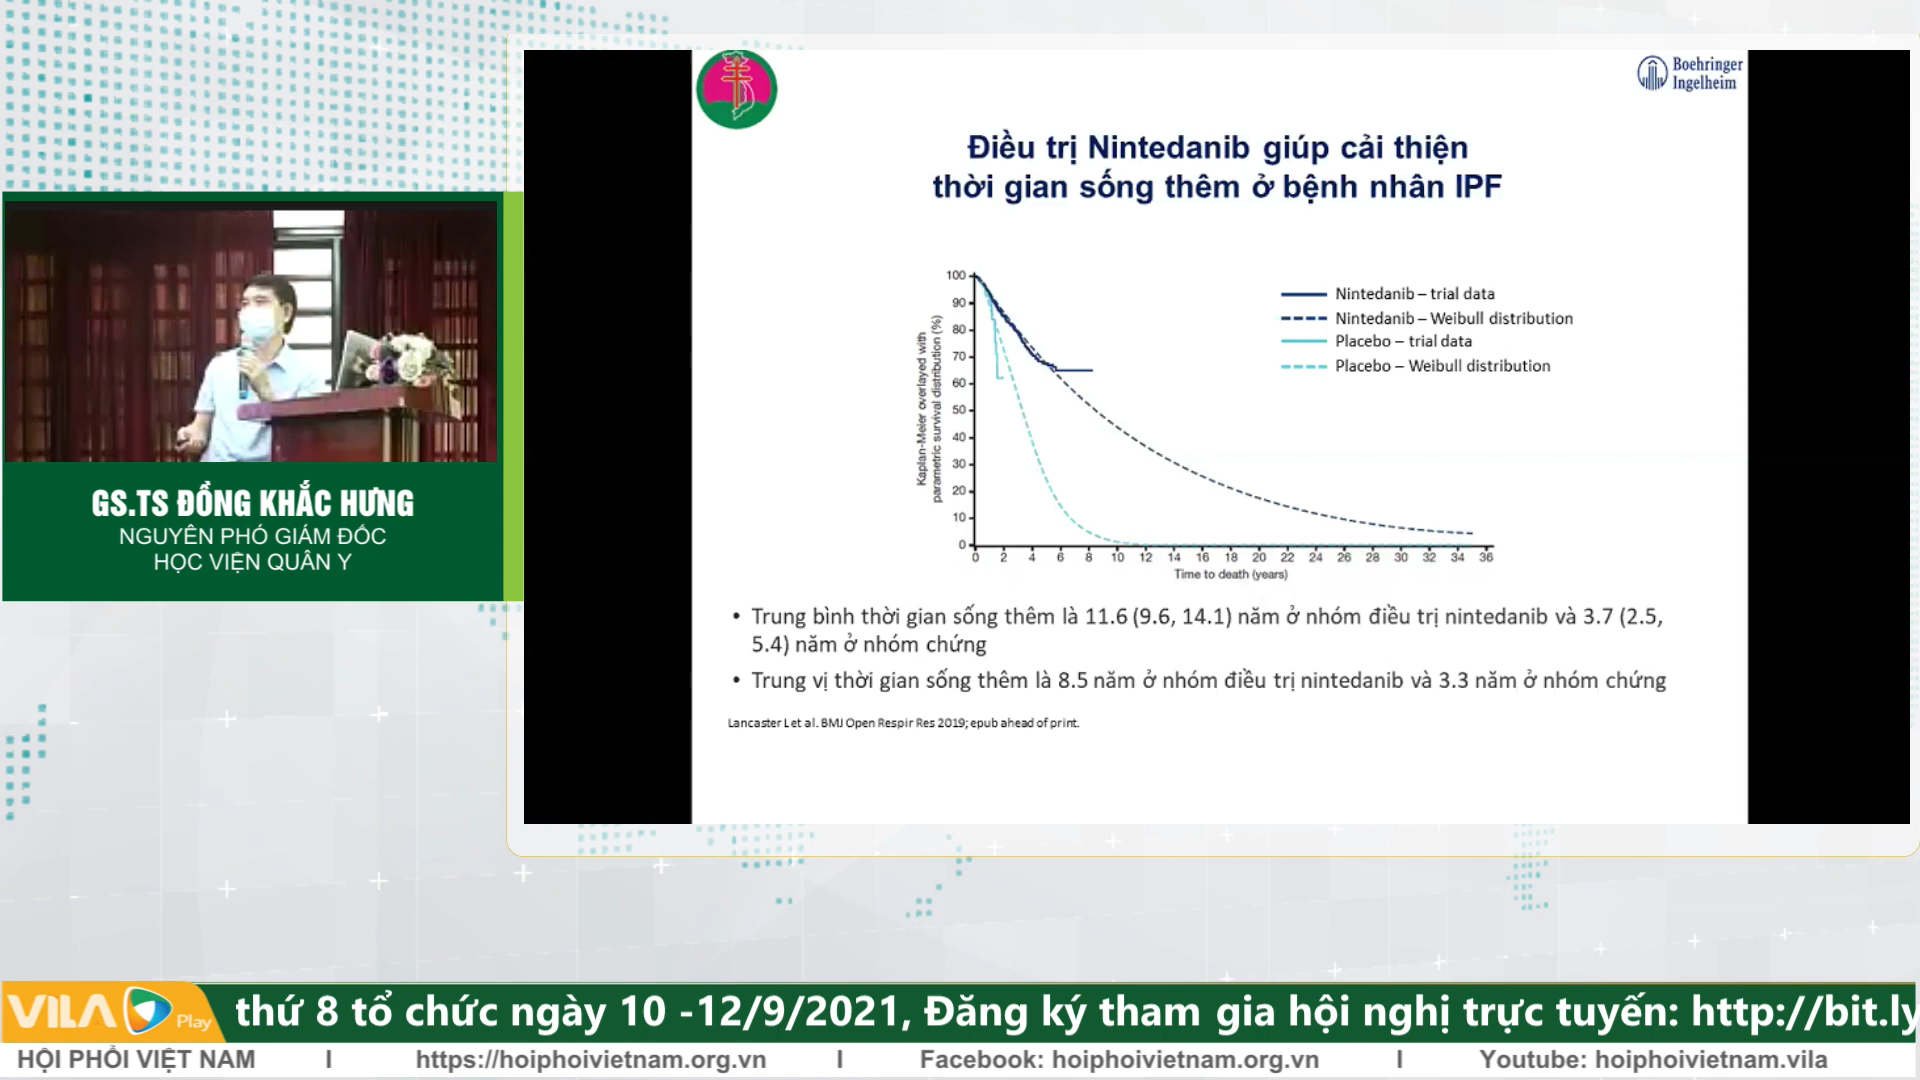 Boehringer
Ingelheim
Điều trị Nintedanib giúp cải thiện
thời gian sống thêm ở bệnh nhân IPF
Kaplan-Meier overlayed with
parametric survival distribution (%)
100
90
80
70
60
50
40
30
20
10
0
0 2 4 6 8 10 12 14 16 18 20 22 24 26 28 30 32 34 36
Time to death (years)
Nintedanib – trial data
Nintedanib – Weibull distribution
Placebo – trial data
Placebo – Weibull distribution
• Trung bình thời gian sống thêm là 11.6 (9.6, 14.1) năm ở nhóm điều trị nintedanib và 3.7 (2.5,
5.4) năm ở nhóm chứng
• Trung vị thời gian sống thêm là 8.5 năm ở nhóm điều trị nintedanib và 3.3 năm ở nhóm chứng
Lancaster L et al. BMJ Open Respir Res 2019; epub ahead of print.
GS.TS ĐỒNG KHẮC HƯNG
NGUYÊN PHÓ GIÁM ĐỐC
HỌC VIỆN QUÂN Y
VILA Play
thứ 8 tổ chức ngày 10 -12/9/2021, Đăng ký tham gia hội nghị trực tuyến: http://bit.ly
HỘI PHỔI VIỆT NAM I https://hoiphoivietnam.org.vn I Facebook: hoiphoivietnam.org.vn I Youtube: hoiphoivietnam.vila